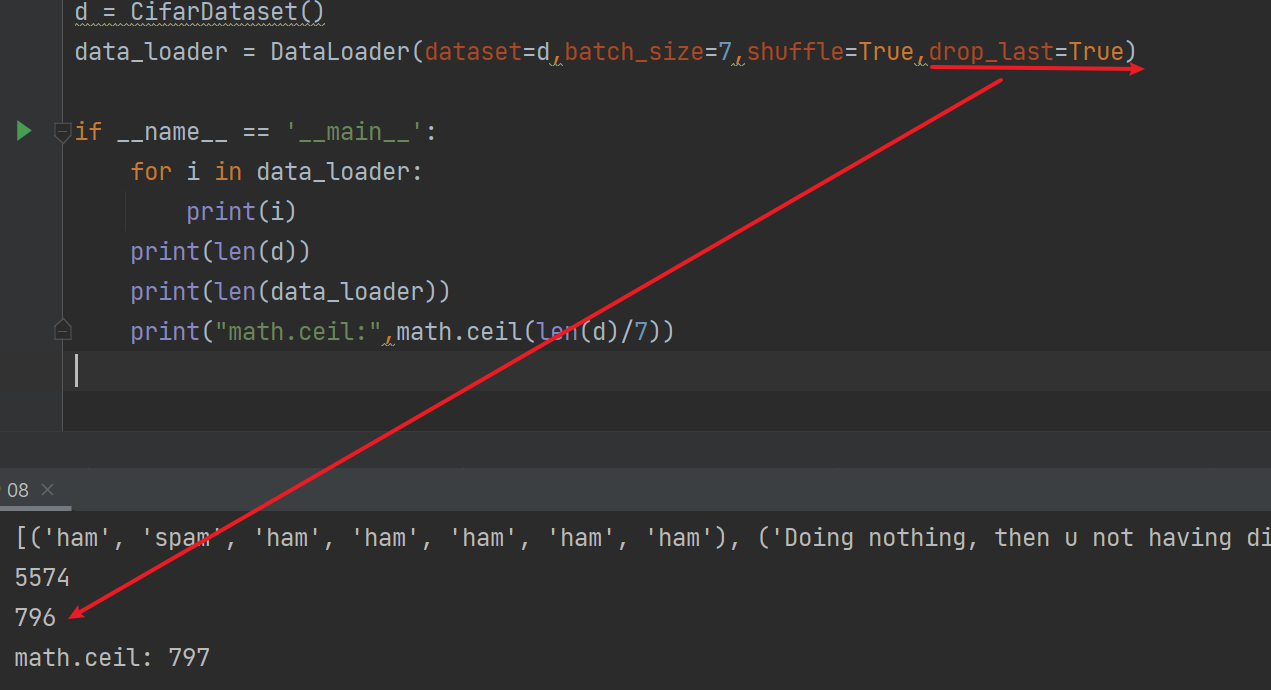 d = CifarDataset()
data_loader = DataLoader(dataset=d,batch_size=7,shuffle=True,drop_last=True)
if __name__ == '__main__':
    for i in data_loader:
        print(i)
    print(len(d))
    print(len(data_loader))
    print("math.ceil:",math.ceil(len(d)/7))
08
[('ham', 'spam', 'ham', 'ham', 'ham', 'ham', 'ham'), ('Doing nothing, then u not having di
5574
796
math.ceil: 797